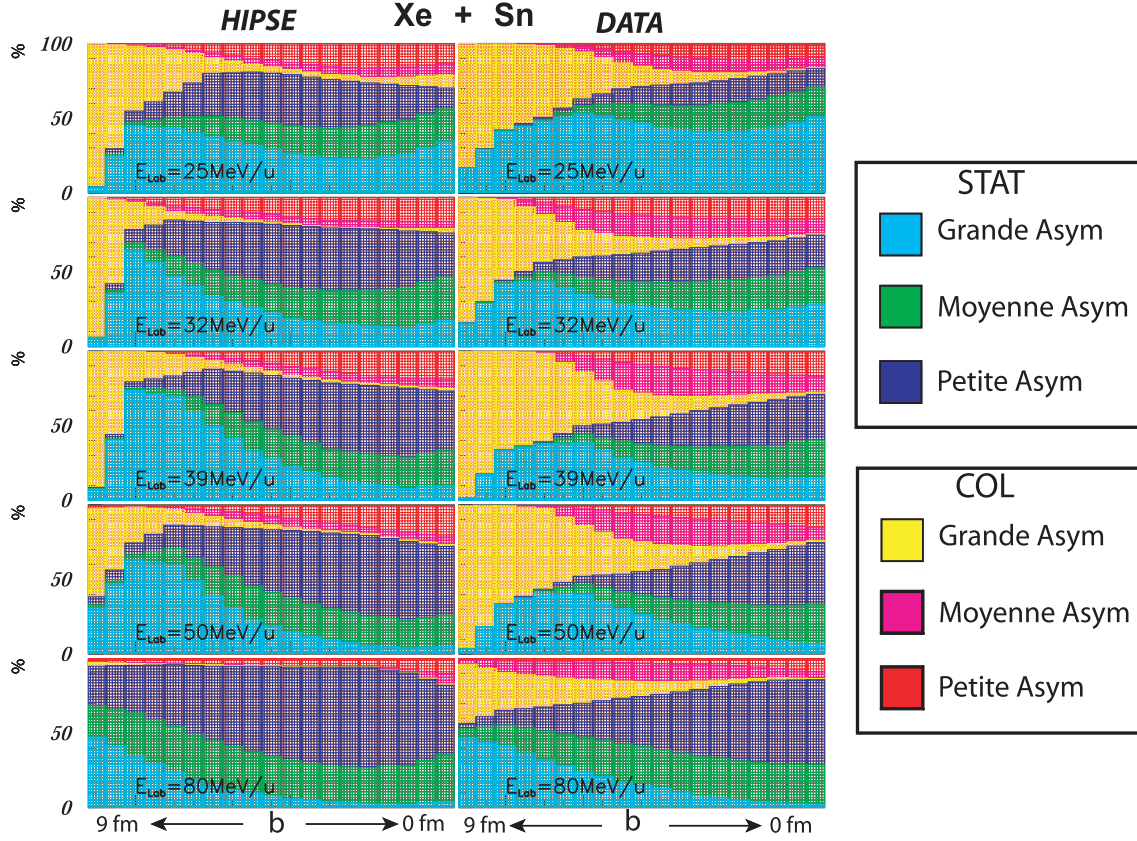 Xe + Sn
HIPSE DATA
%
100
50
0
E_Lab=25MeV/u E_Lab=25MeV/u
%
50
0
E_Lab=32MeV/u E_Lab=32MeV/u
%
50
0
E_Lab=39MeV/u E_Lab=39MeV/u
%
50
0
E_Lab=50MeV/u E_Lab=50MeV/u
%
50
0
E_Lab=80MeV/u E_Lab=80MeV/u
9 fm b 0 fm 9 fm b 0 fm
STAT
Grande Asym
Moyenne Asym
Petite Asym
COL
Grande Asym
Moyenne Asym
Petite Asym